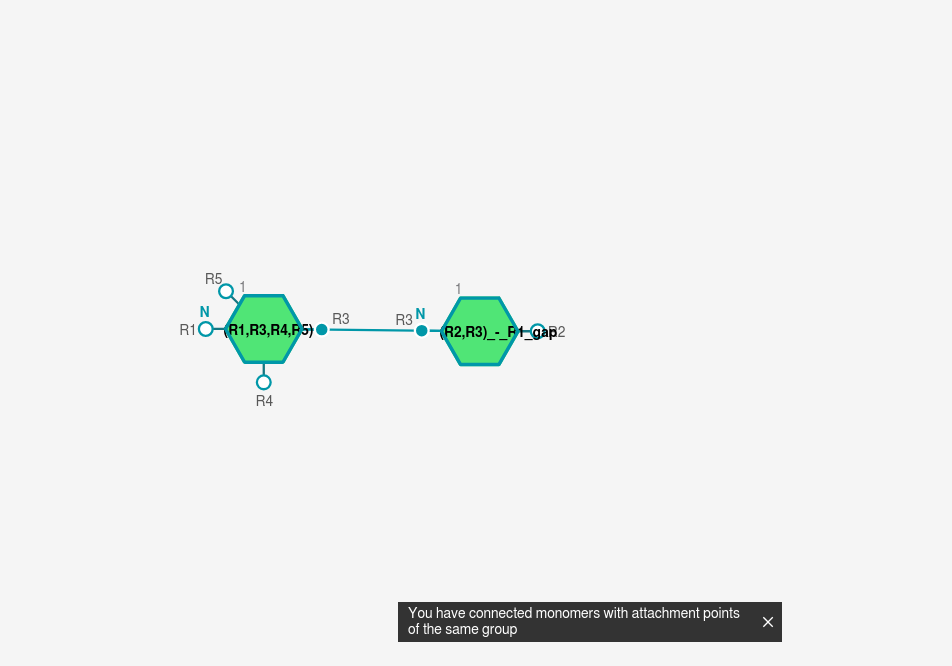 R5
1
N
R1
(R1,R3,R4,R5)
R3
R4
1
R3
N
(R2,R3)_-_R1_gap
R2
You have connected monomers with attachment points
of the same group